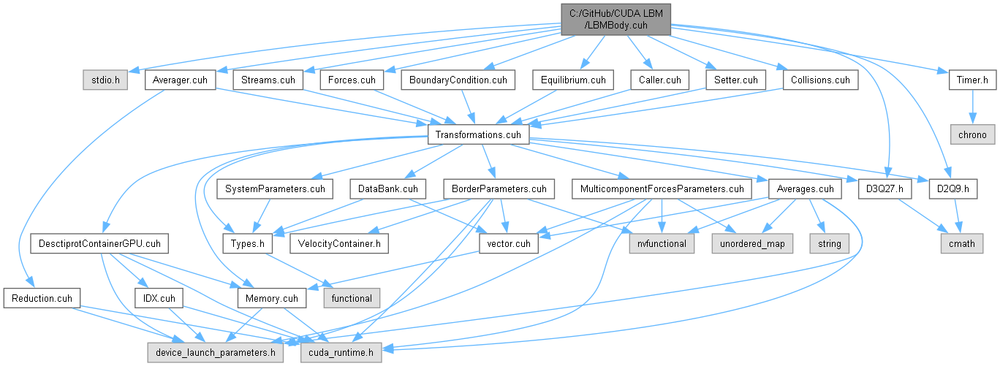 C:/GitHub/CUDA LBM
/LBMBody.cuh
stdio.h
Averager.cuh
Streams.cuh
Forces.cuh
BoundaryCondition.cuh
Equilibrium.cuh
Caller.cuh
Setter.cuh
Collisions.cuh
Timer.h
Transformations.cuh
chrono
SystemParameters.cuh
DataBank.cuh
BorderParameters.cuh
MulticomponentForcesParameters.cuh
Averages.cuh
D3Q27.h
D2Q9.h
DesctiprotContainerGPU.cuh
Types.h
VelocityContainer.h
vector.cuh
nvfunctional
unordered_map
string
cmath
Reduction.cuh
IDX.cuh
Memory.cuh
functional
device_launch_parameters.h
cuda_runtime.h